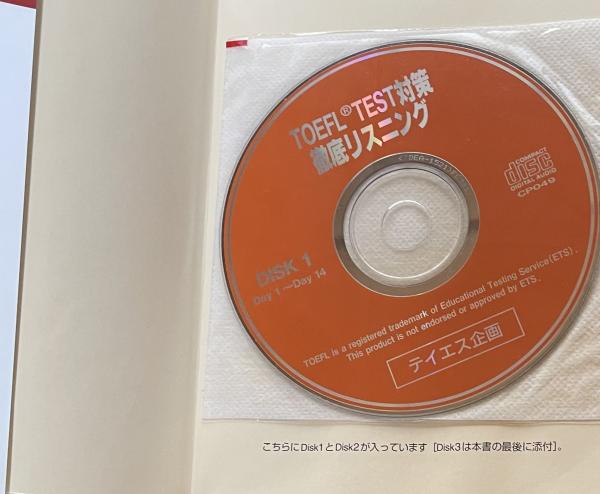 TOEFL® TEST対策
徹底リスニング
COMPACT
disc
DIGITAL AUDIO
CP049
DISK 1
Day 1～Day 14
TOEFL is a registered trademark of Educational Testing Service(ETS).
This product is not endorsed or approved by ETS.
テイエス企画
こちらにDisk1とDisk2が入っています [Disk3は本書の最後に添付]。